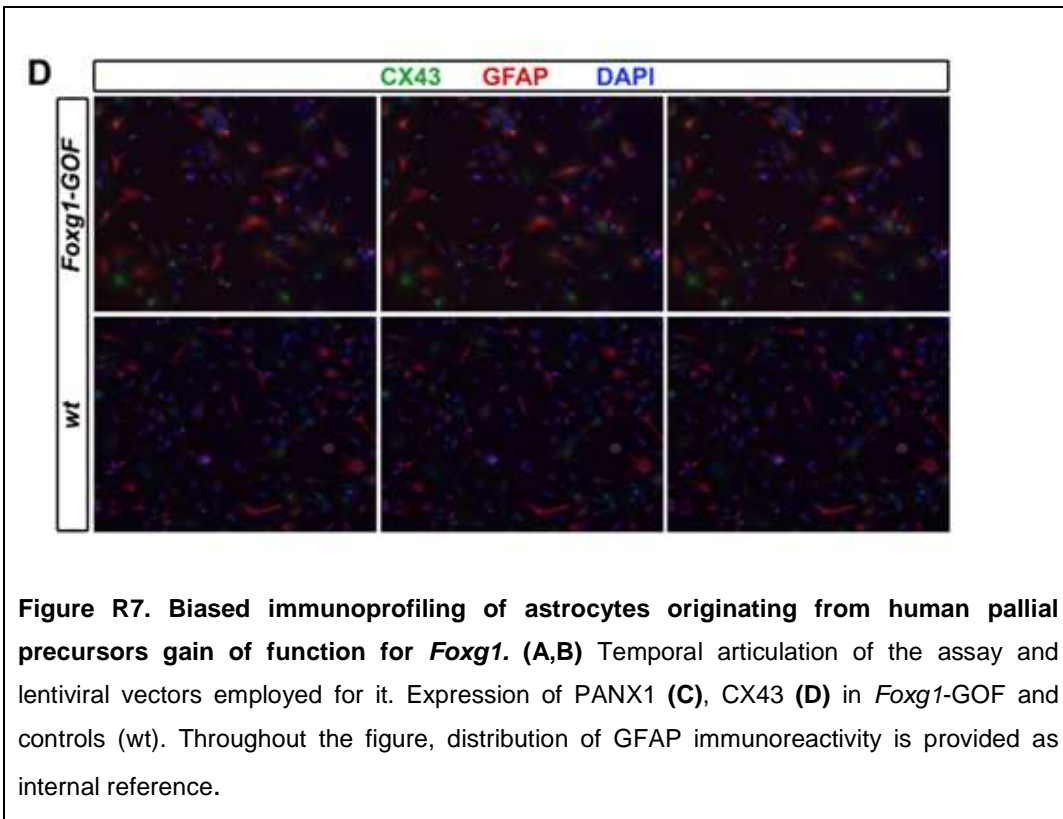 D
CX43 GFAP DAPI
Foxg1-GOF
wt
Figure R7. Biased immunoprofiling of astrocytes originating from human pallial
precursors gain of function for Foxg1. (A,B) Temporal articulation of the assay and
lentiviral vectors employed for it. Expression of PANX1 (C), CX43 (D) in Foxg1-GOF and
controls (wt). Throughout the figure, distribution of GFAP immunoreactivity is provided as
internal reference.